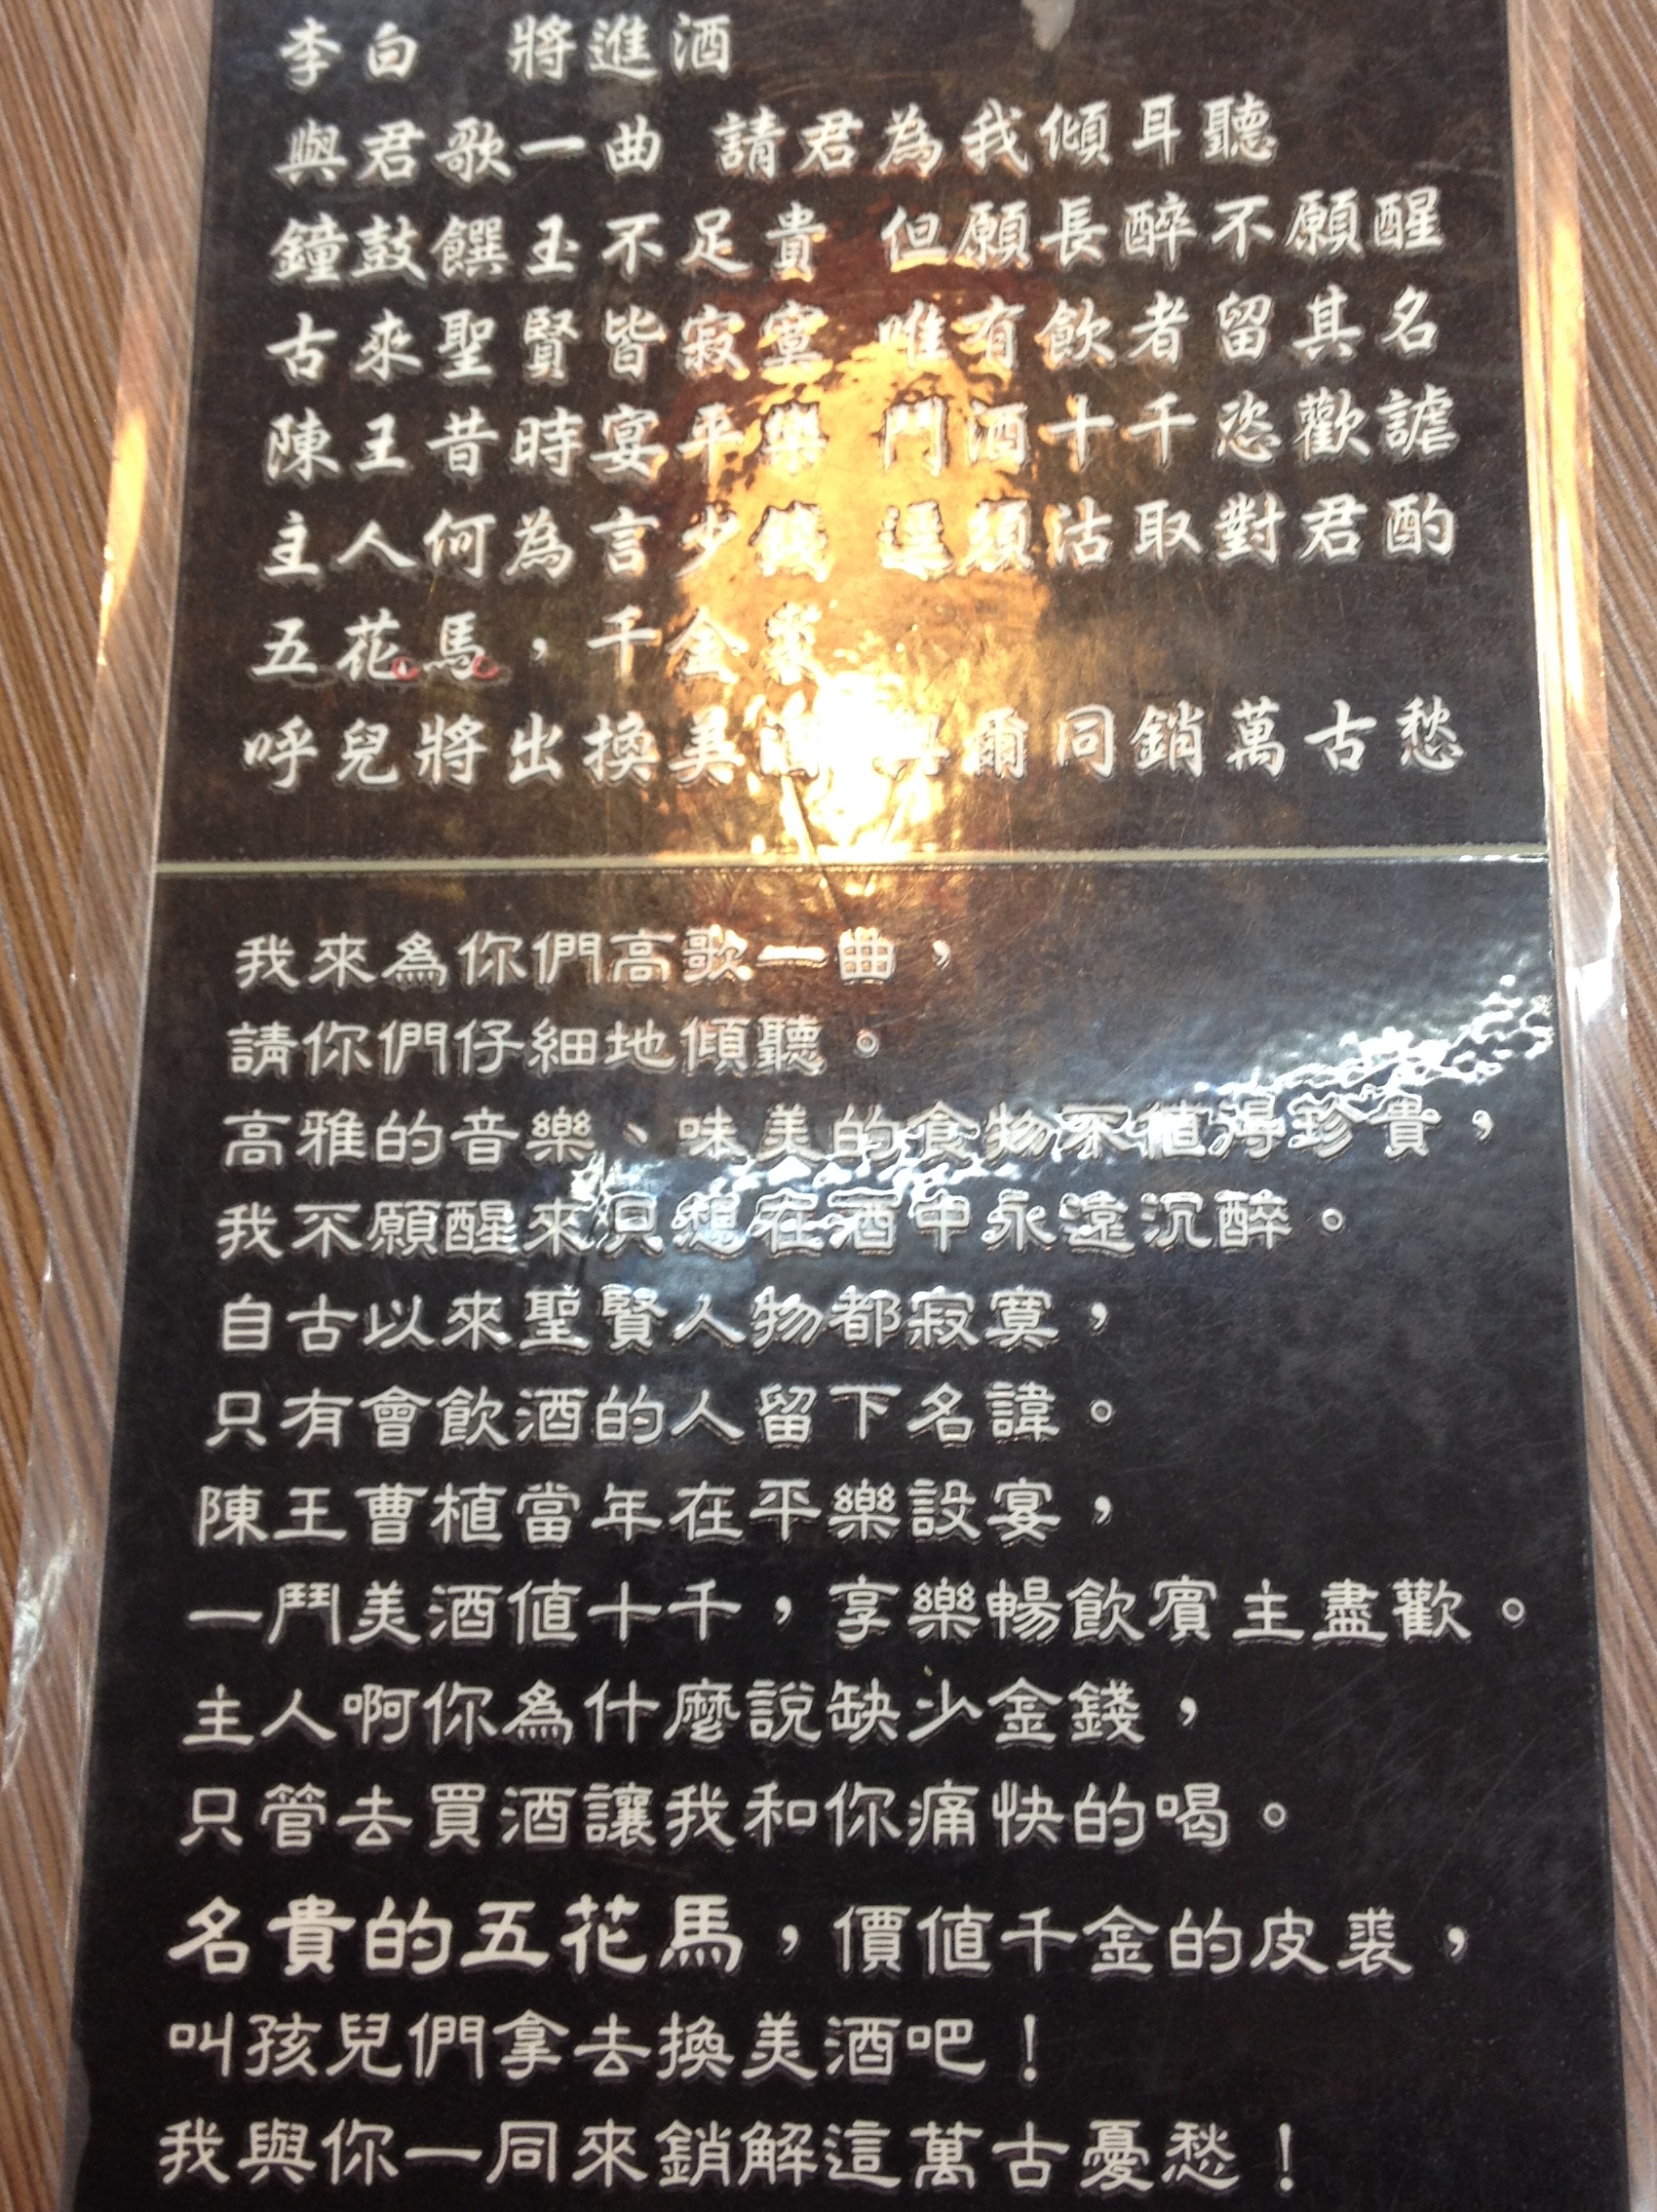 李白 將進酒
與君歌一曲 請君為我傾耳聽
鐘鼓饌玉不足貴 但願長醉不願醒
古來聖賢皆寂寞 唯有飲者留其名
陳王昔時宴平樂 鬥酒十千恣歡謔
主人何為言少錢 逕須沽取對君酌
五花馬，千金裘
呼兒將出換美酒 與爾同銷萬古愁
我來為你們高歌一曲，
請你們仔細地傾聽。
高雅的音樂、味美的食物不值得珍貴，
我不願醒來只想在酒中永遠沉醉。
自古以來聖賢人物都寂寞，
只有會飲酒的人留下名諱。
陳王曹植當年在平樂設宴，
一鬥美酒值十千，享樂暢飲賓主盡歡。
主人啊你為什麼說缺少金錢，
只管去買酒讓我和你痛快的喝。
名貴的五花馬，價值千金的皮裘，
叫孩兒們拿去換美酒吧！
我與你一同來銷解這萬古憂愁！